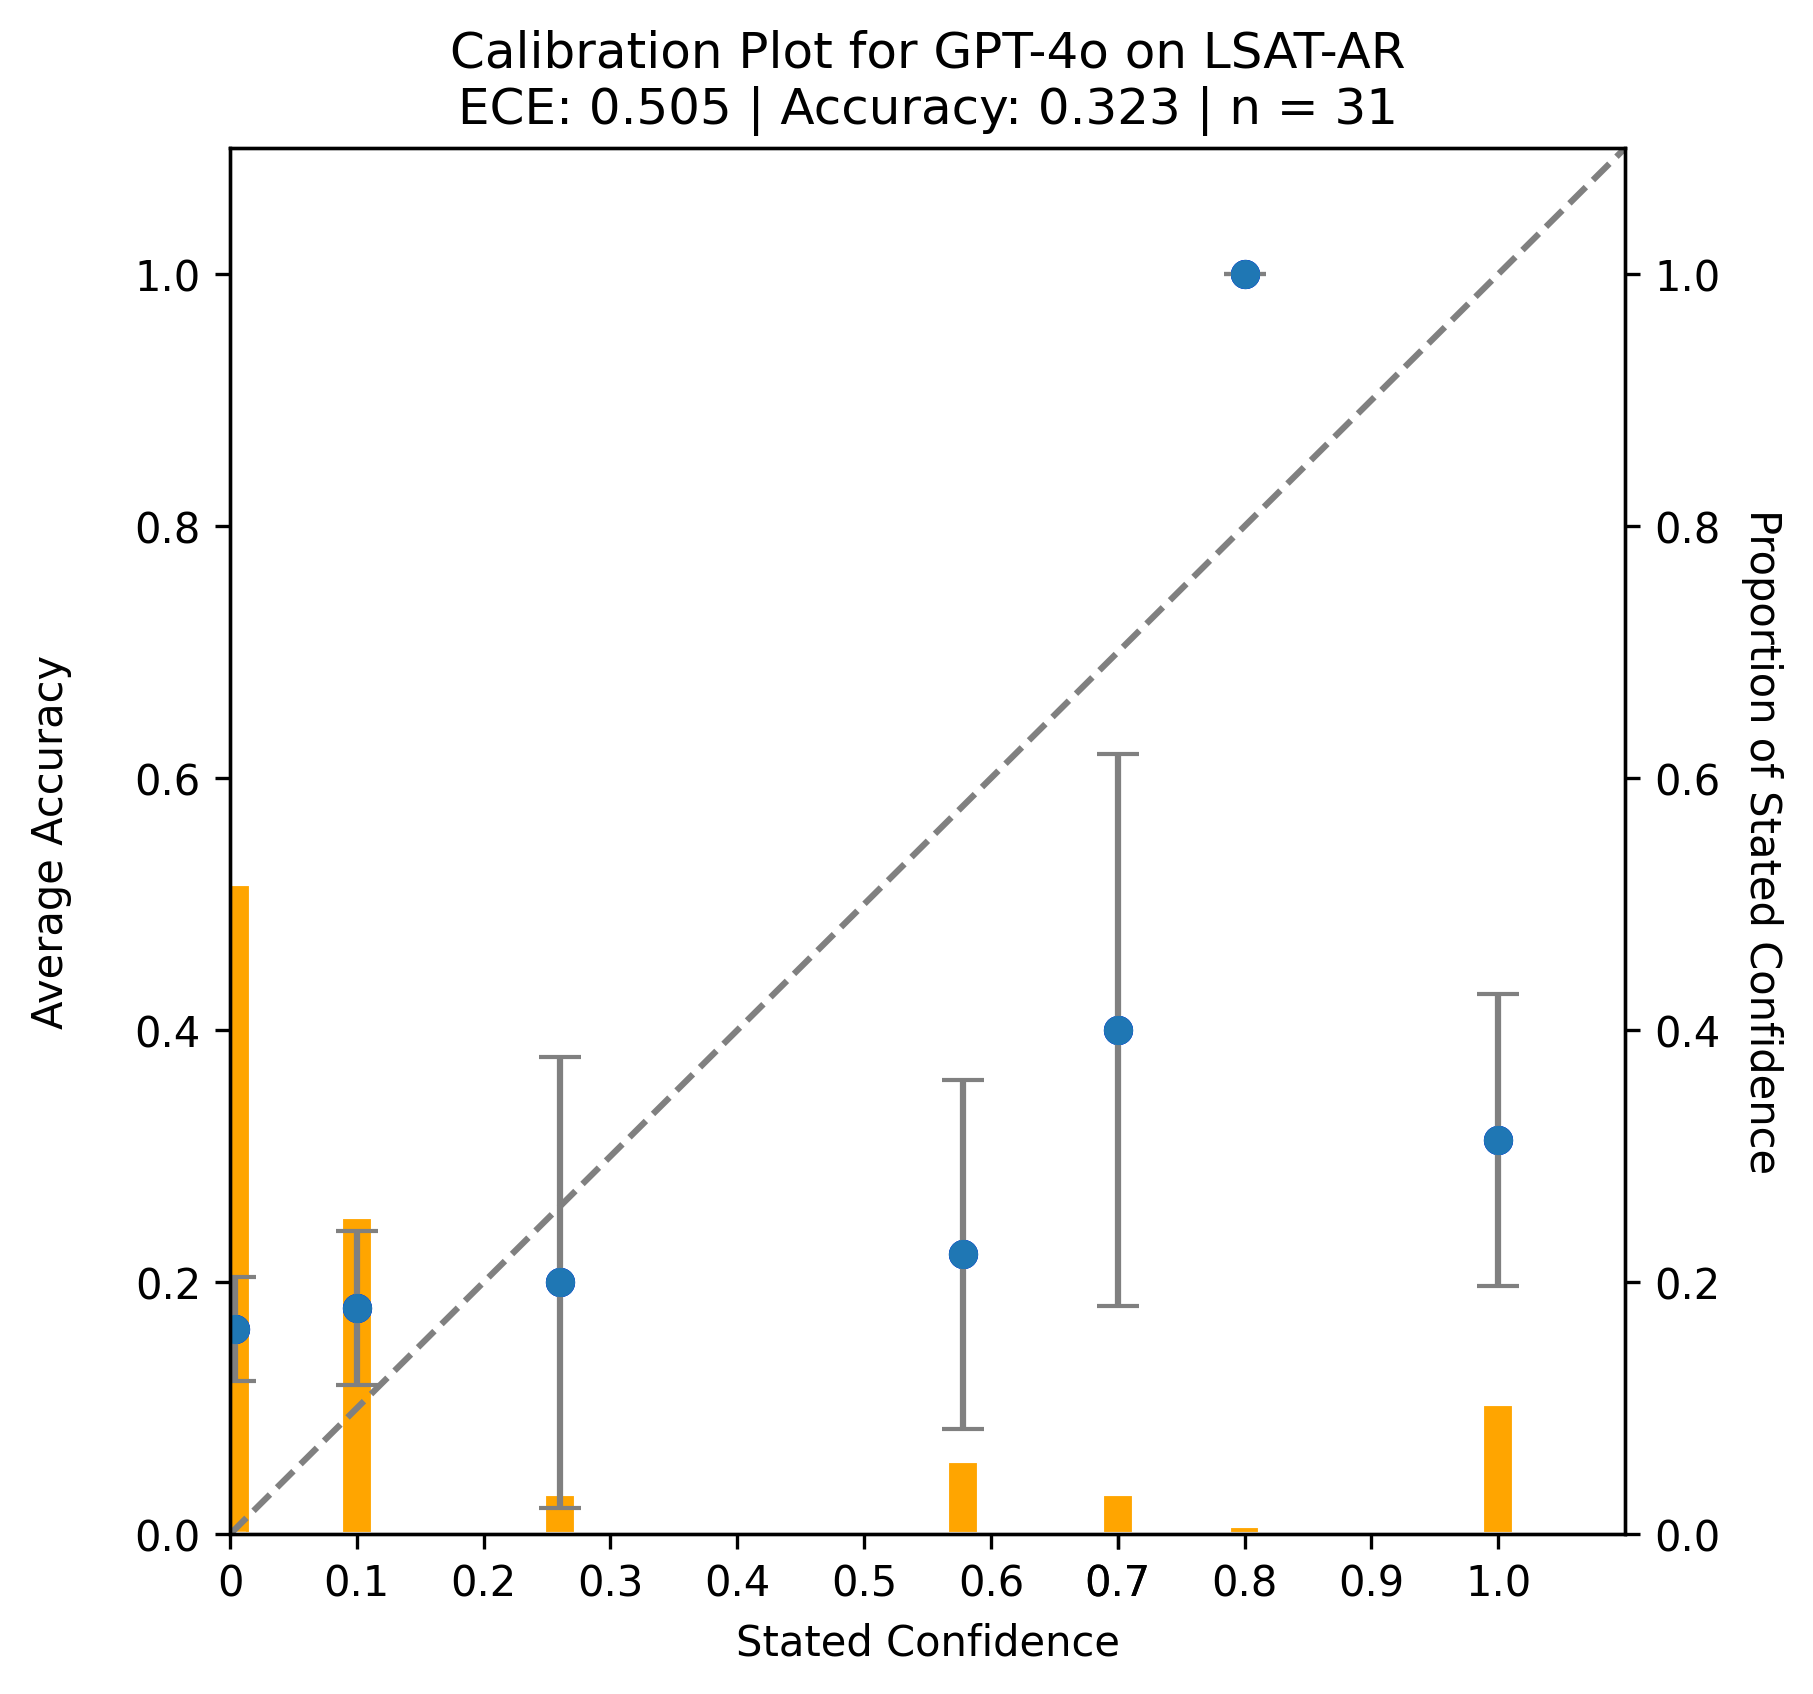 Calibration Plot for GPT-4o on LSAT-AR
ECE: 0.505 | Accuracy: 0.323 | n = 31
Average Accuracy
1.0
0.8
0.6
0.4
0.2
0.0
1.0
0.8
0.6
0.4
0.2
0.0
Proportion of Stated Confidence
0 0.1 0.2 0.3 0.4 0.5 0.6 0.7 0.8 0.9 1.0
Stated Confidence